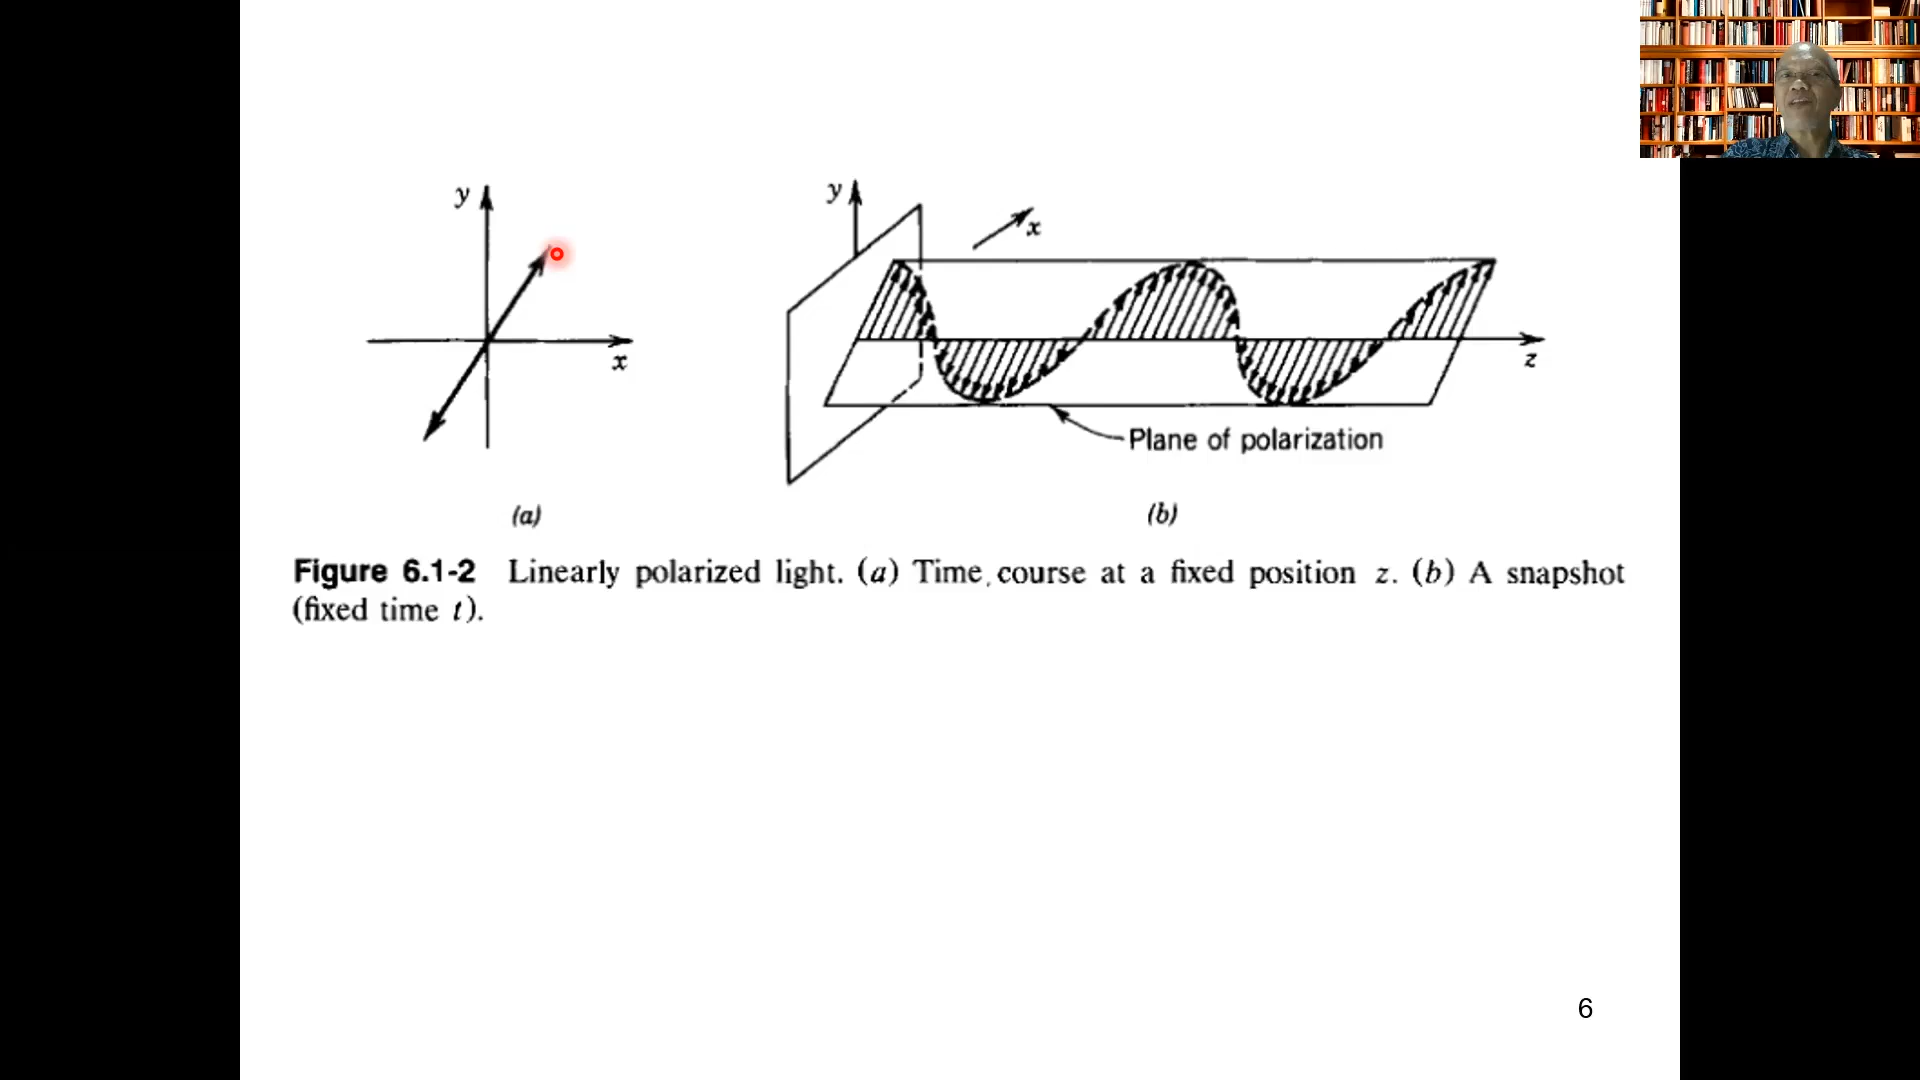 y
x
(a)
y
x
z
Plane of polarization
(b)
Figure 6.1-2 Linearly polarized light. (a) Time course at a fixed position z. (b) A snapshot
(fixed time t).
6